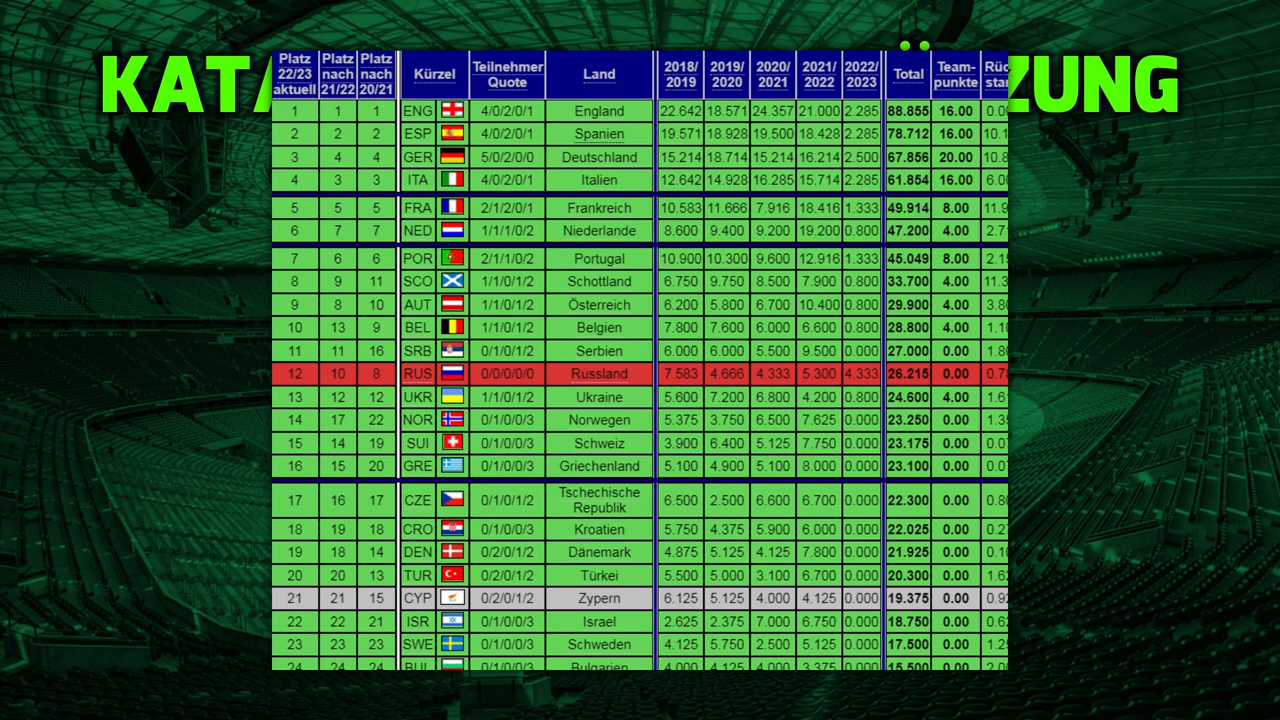 KATA ZUNG
Platz 22/23 aktuell Platz nach 21/22 Platz nach 20/21 Kürzel Teilnehmer Quote Land 2018/2019 2019/2020 2020/2021 2021/2022 2022/2023 Total Team-punkte
1 1 1 ENG 4/0/2/0/1 England 22.642 18.571 24.357 21.000 2.285 88.855 16.00
2 2 2 ESP 4/0/2/0/1 Spanien 19.571 18.928 19.500 18.428 2.285 78.712 16.00
3 4 4 GER 5/0/2/0/0 Deutschland 15.214 18.714 15.214 16.214 2.500 67.856 20.00
4 3 3 ITA 4/0/2/0/1 Italien 12.642 14.928 16.285 15.714 2.285 61.854 16.00
5 5 5 FRA 2/1/2/0/1 Frankreich 10.583 11.666 7.916 18.416 1.333 49.914 8.00
6 7 7 NED 1/1/1/0/2 Niederlande 8.600 9.400 9.200 19.200 0.800 47.200 4.00
7 6 6 POR 2/1/1/0/2 Portugal 10.900 10.300 9.600 12.916 1.333 45.049 8.00
8 9 11 SCO 1/1/0/1/2 Schottland 6.750 9.750 8.500 7.900 0.800 33.700 4.00
9 8 10 AUT 1/1/0/1/2 Österreich 6.200 5.800 6.700 10.400 0.800 29.900 4.00
10 13 9 BEL 1/1/0/1/2 Belgien 7.800 7.600 6.000 6.600 0.800 28.800 4.00
11 11 16 SRB 0/1/0/1/2 Serbien 6.000 6.000 5.500 9.500 0.000 27.000 0.00
12 10 8 RUS 0/0/0/0/0 Russland 7.583 4.666 4.333 5.300 4.333 26.215 0.00
13 12 12 UKR 1/1/0/1/2 Ukraine 5.600 7.200 6.800 4.200 0.800 24.600 4.00
14 17 22 NOR 0/1/0/0/3 Norwegen 5.375 3.750 6.500 7.625 0.000 23.250 0.00
15 14 19 SUI 0/1/0/0/3 Schweiz 3.900 6.400 5.125 7.750 0.000 23.175 0.00
16 15 20 GRE 0/1/0/0/3 Griechenland 5.100 4.900 5.100 8.000 0.000 23.100 0.00
17 16 17 CZE 0/1/0/1/2 Tschechische Republik 6.500 2.500 6.600 6.700 0.000 22.300 0.00
18 19 18 CRO 0/1/0/0/3 Kroatien 5.750 4.375 5.900 6.000 0.000 22.025 0.00
19 18 14 DEN 0/2/0/1/2 Dänemark 4.875 5.125 4.125 7.800 0.000 21.925 0.00
20 20 13 TUR 0/2/0/1/2 Türkei 5.500 5.000 3.100 6.700 0.000 20.300 0.00
21 21 15 CYP 0/2/0/1/2 Zypern 6.125 5.125 4.000 4.125 0.000 19.375 0.00
22 22 21 ISR 0/1/0/0/3 Israel 2.625 2.375 7.000 6.750 0.000 18.750 0.00
23 23 23 SWE 0/1/0/0/3 Schweden 4.125 5.750 2.500 5.125 0.000 17.500 0.00
24 24 24 BUL 0/1/0/0/3 Bulgarien 4.000 4.125 4.000 3.375 0.000 15.500 0.00